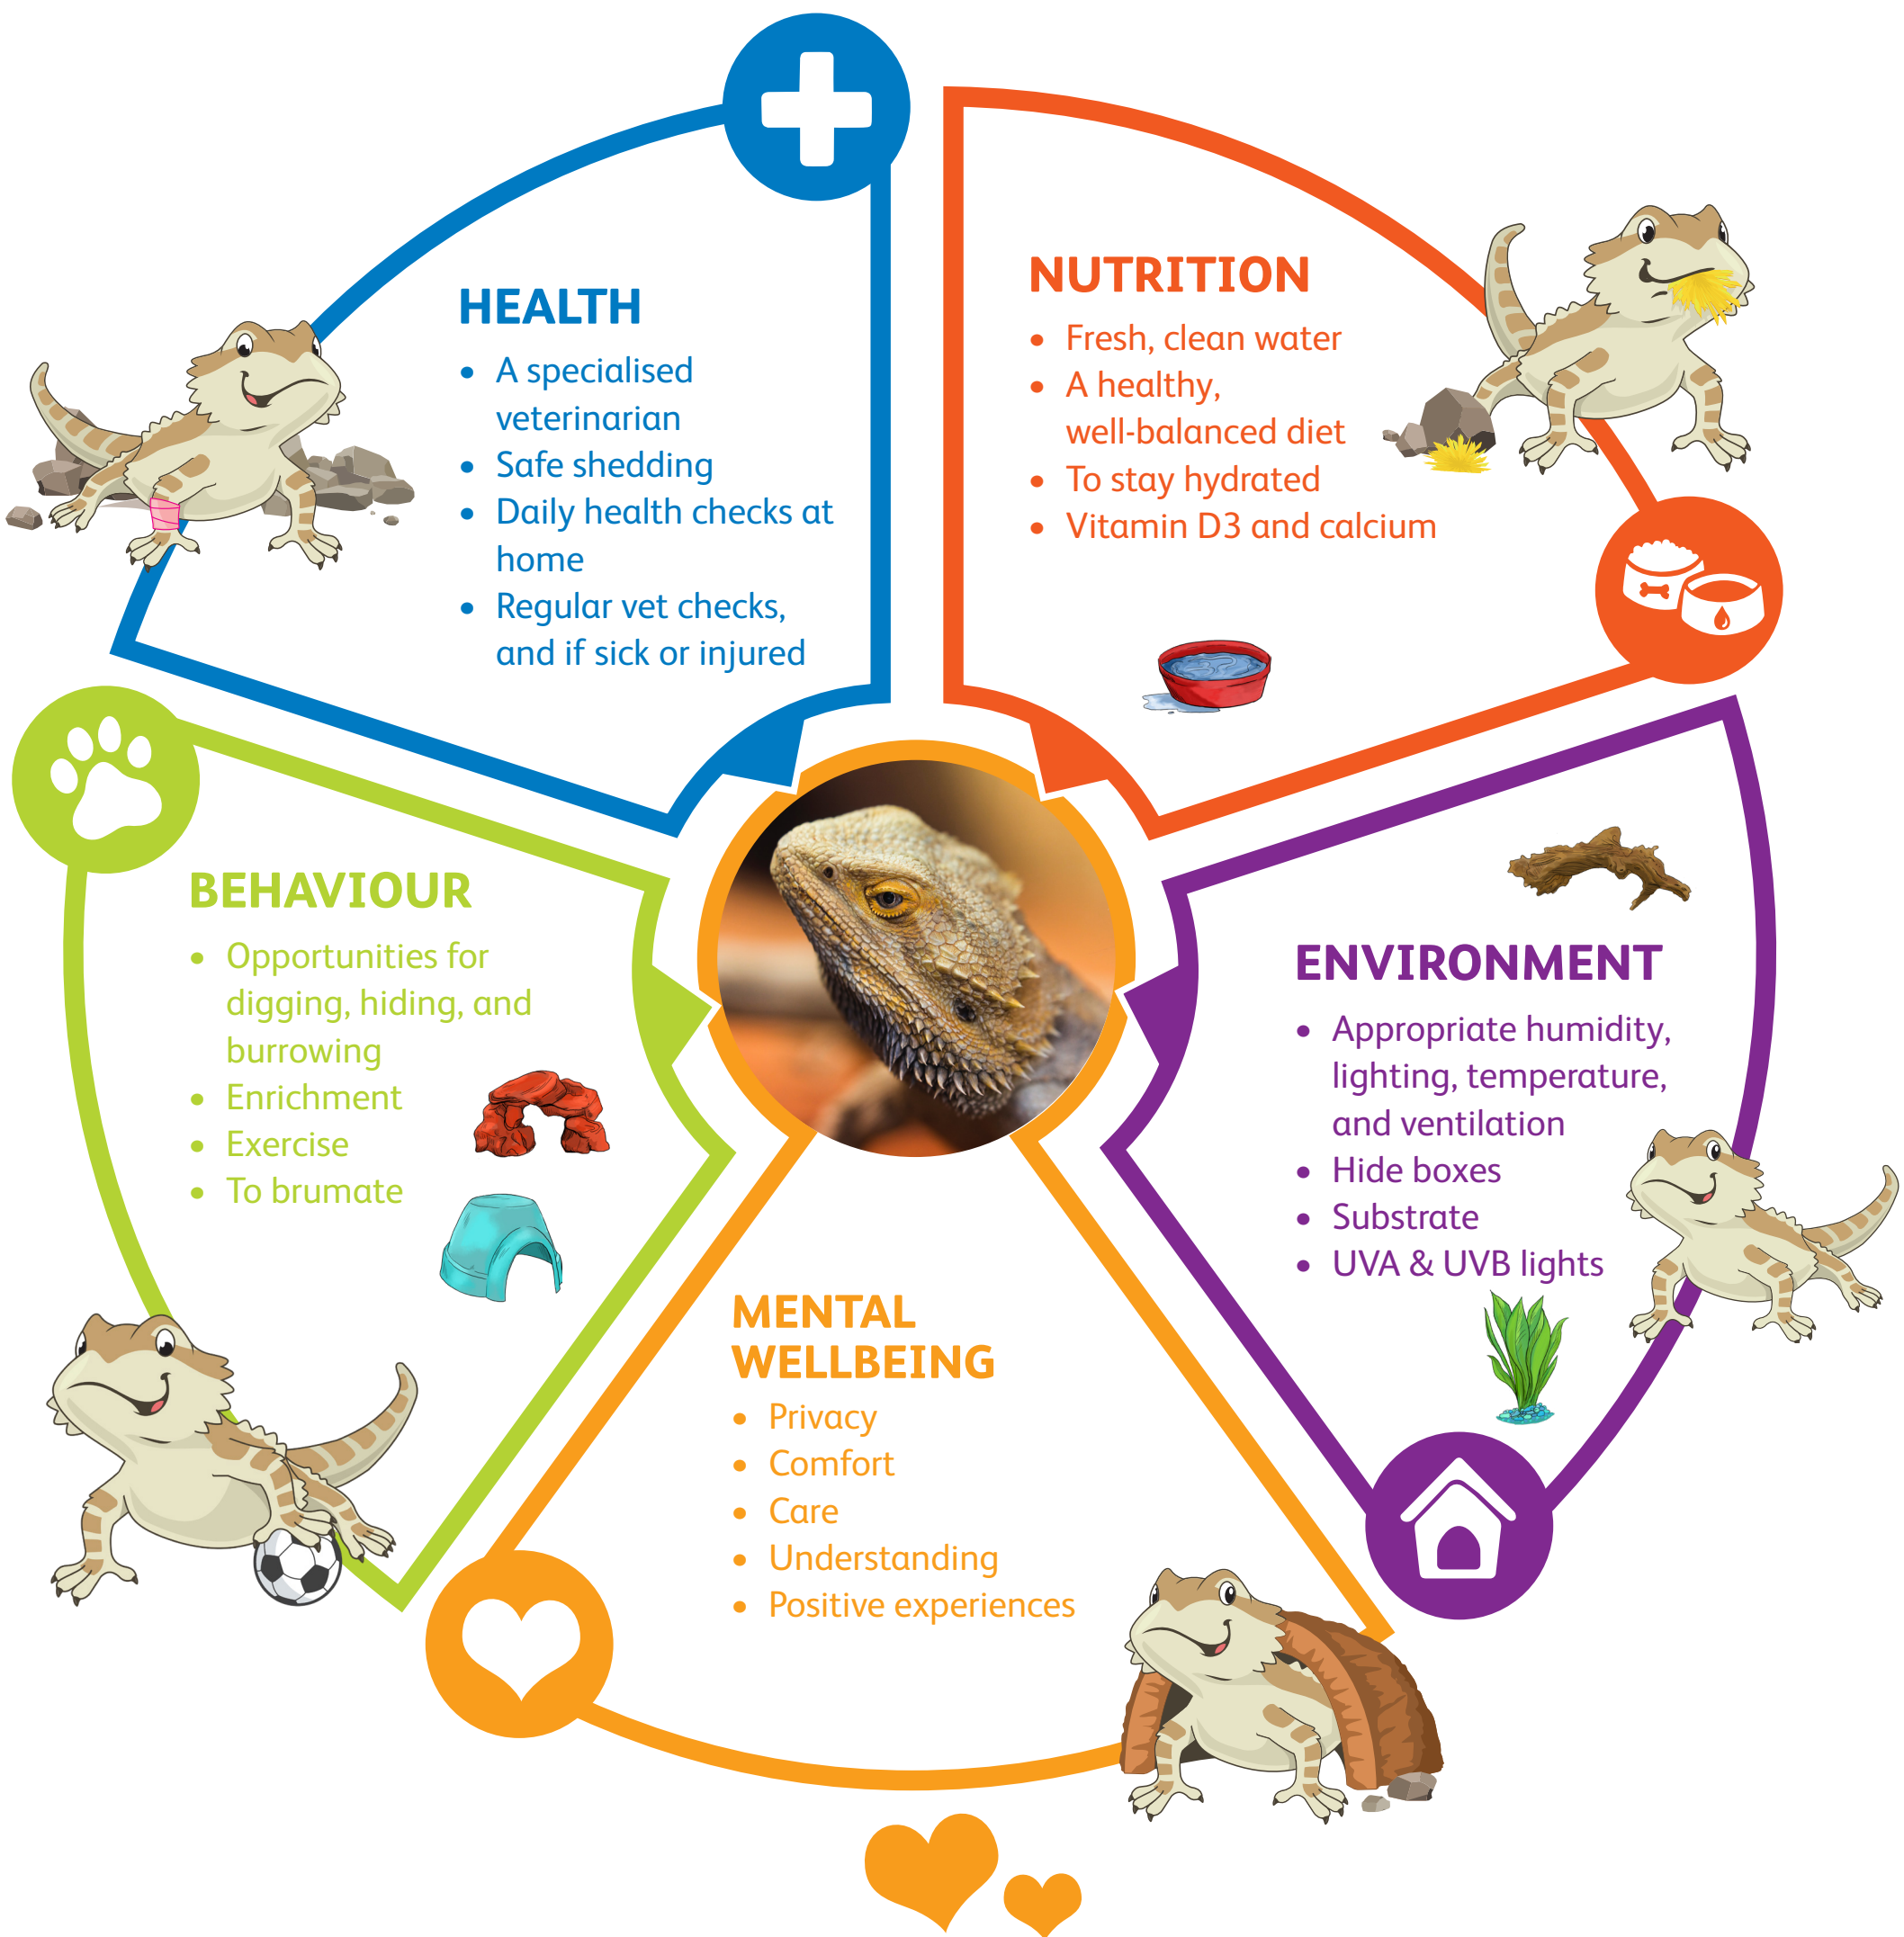 HEALTH
• A specialised
veterinarian
• Safe shedding
• Daily health checks at
home
• Regular vet checks,
and if sick or injured
NUTRITION
• Fresh, clean water
• A healthy,
well-balanced diet
• To stay hydrated
• Vitamin D3 and calcium
BEHAVIOUR
• Opportunities for
digging, hiding, and
burrowing
• Enrichment
• Exercise
• To brumate
ENVIRONMENT
• Appropriate humidity,
lighting, temperature,
and ventilation
• Hide boxes
• Substrate
• UVA & UVB lights
MENTAL
WELLBEING
• Privacy
• Comfort
• Care
• Understanding
• Positive experiences